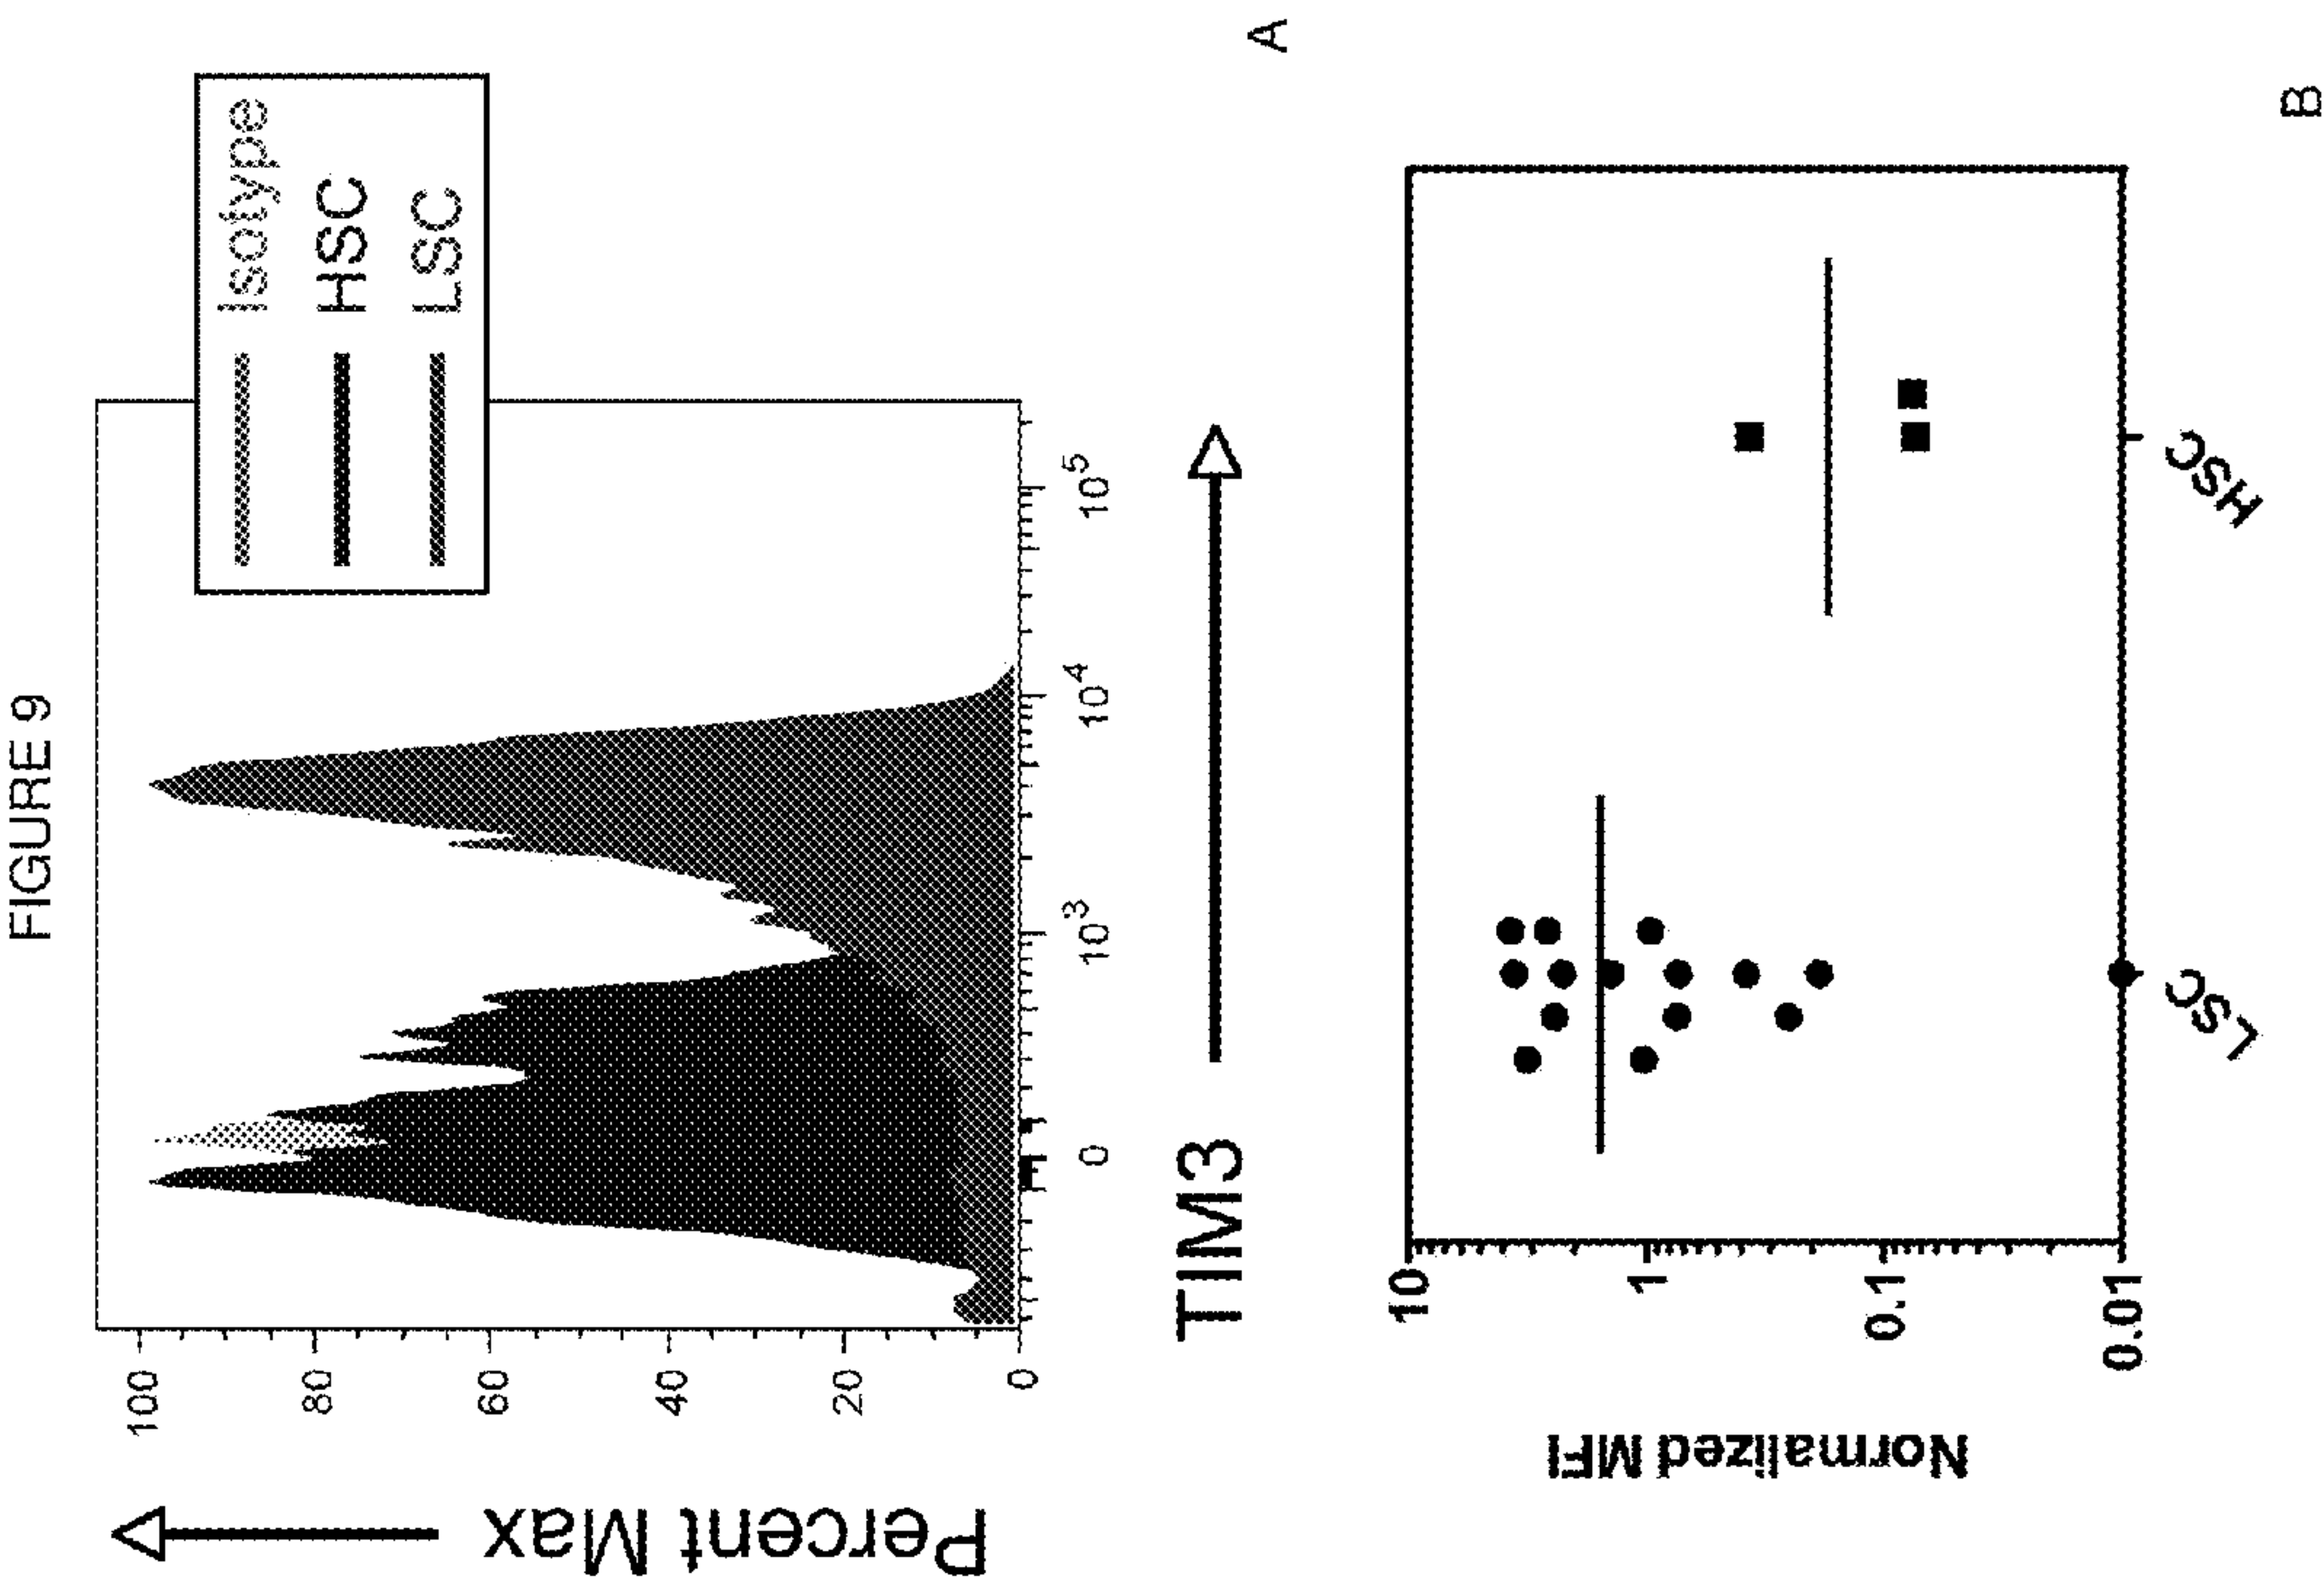 FIGURE 9
Percent Max
100
80
60
40
20
0
Isotype
HSC
LSC
0
10³
10⁴
10⁵
TIM3
A
Normalized MFI
10
1
0.1
0.01
LSC
HSC
B